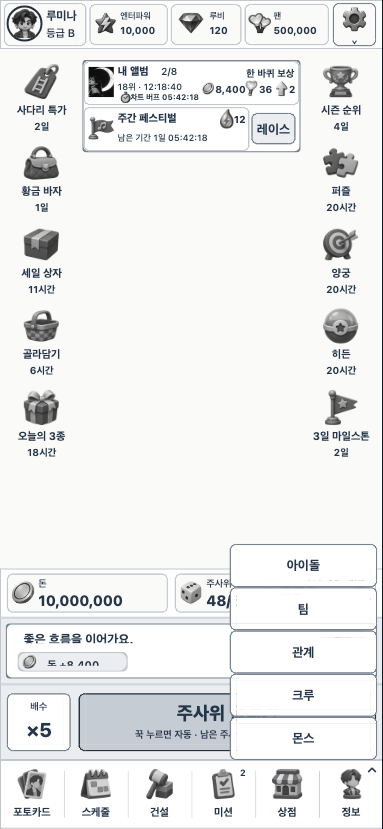 루미나
등급 B
엔터파워
10,000
루비
120
팬
500,000
사다리 특가
2일
황금 바자
1일
세일 상자
11시간
골라담기
6시간
오늘의 3종
18시간
내 앨범 2/8
18위 · 12:18:40
차트 버프 05:42:18
한 바퀴 보상
8,400 36 2
주간 페스티벌
남은 기간 1일 05:42:18
12
레이스
시즌 순위
4일
퍼즐
20시간
양궁
20시간
히든
20시간
3일 마일스톤
2일
돈
10,000,000
주사위
48/
좋은 흐름을 이어가요.
돈 +8,400
배수
×5
주사위
꾹 누르면 자동 · 남은 주
아이돌
팀
관계
크루
몬스
포토카드
스케줄
건설
미션
2
상점
정보